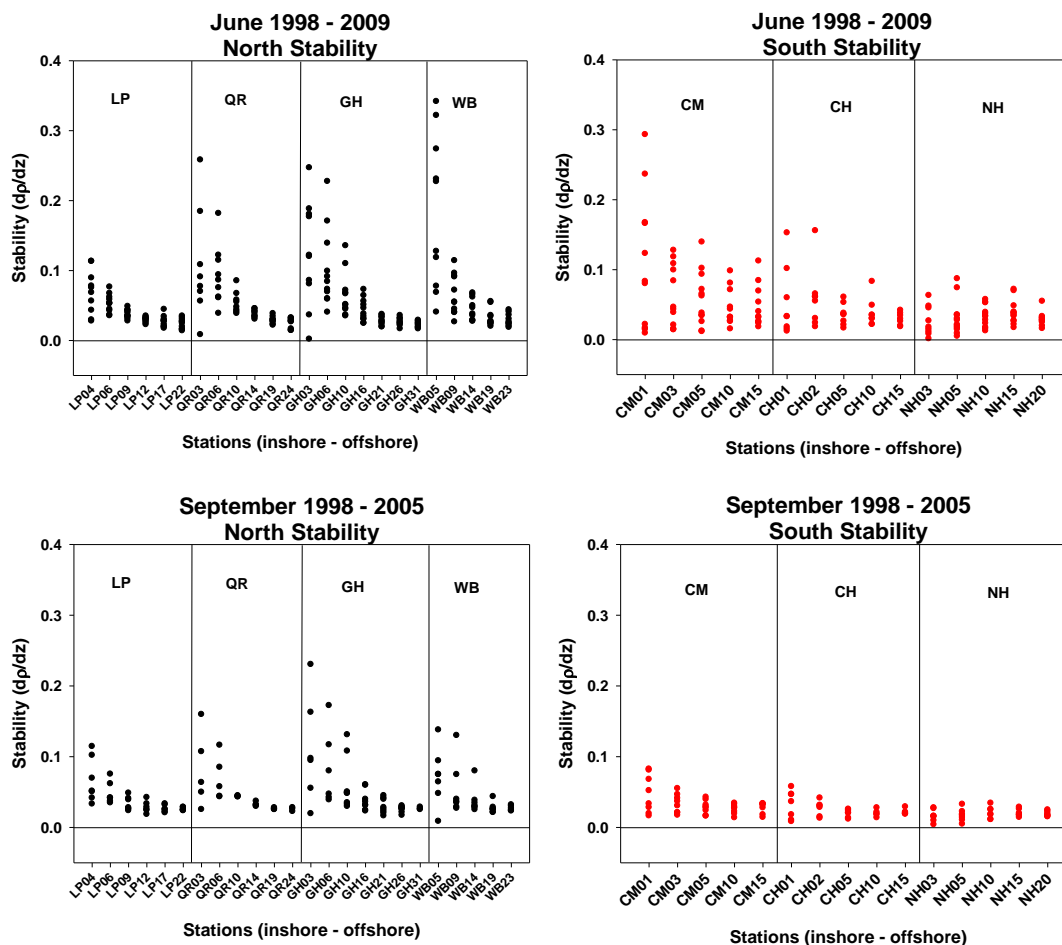 June 1998 - 2009
North Stability
Stability (dρ/dz)
0.4
0.3
0.2
0.1
0.0
LP
QR
GH
WB
LP04
LP06
LP09
LP12
LP17
LP22
QR03
QR06
QR10
QR14
QR19
QR24
GH03
GH06
GH10
GH16
GH21
GH26
GH31
WB05
WB09
WB14
WB19
WB23
Stations (inshore - offshore)
June 1998 - 2009
South Stability
Stability (dρ/dz)
0.4
0.3
0.2
0.1
0.0
CM
CH
NH
CM01
CM03
CM05
CM10
CM15
CH01
CH02
CH05
CH10
CH15
NH03
NH05
NH10
NH15
NH20
Stations (inshore - offshore)
September 1998 - 2005
North Stability
Stability (dρ/dz)
0.4
0.3
0.2
0.1
0.0
LP
QR
GH
WB
LP04
LP06
LP09
LP12
LP17
LP22
QR03
QR06
QR10
QR14
QR19
QR24
GH03
GH06
GH10
GH16
GH21
GH26
GH31
WB05
WB09
WB14
WB19
WB23
Stations (inshore - offshore)
September 1998 - 2005
South Stability
Stability (dρ/dz)
0.4
0.3
0.2
0.1
0.0
CM
CH
NH
CM01
CM03
CM05
CM10
CM15
CH01
CH02
CH05
CH10
CH15
NH03
NH05
NH10
NH15
NH20
Stations (inshore - offshore)